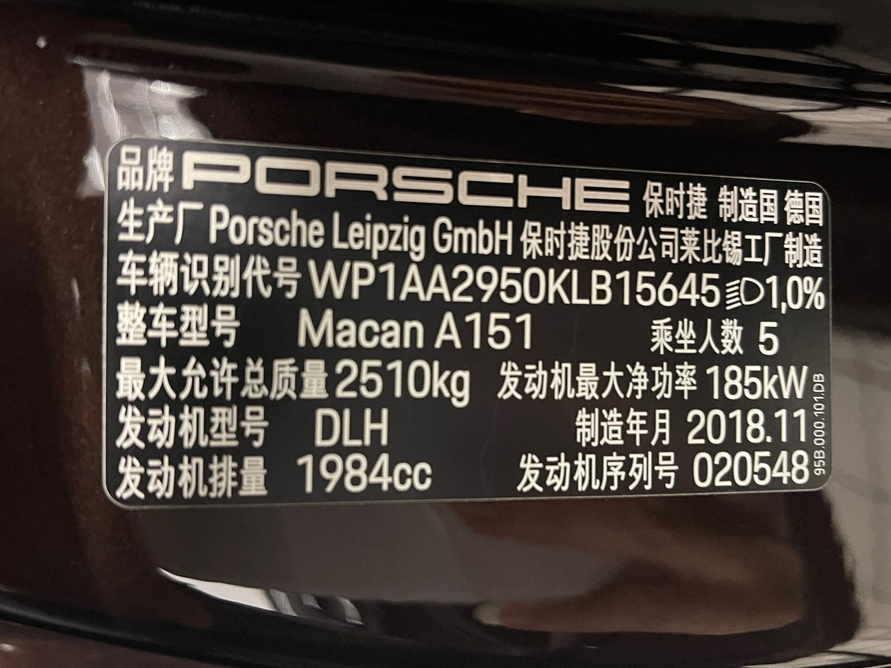 品牌 PORSCHE 保时捷 制造国 德国
生产厂 Porsche Leipzig GmbH 保时捷股份公司莱比锡工厂制造
车辆识别代号 WP1AA2950KLB15645 1,0%
整车型号 Macan A151 乘坐人数 5
最大允许总质量 2510kg 发动机最大净功率 185kW
发动机型号 DLH 制造年月 2018.11
发动机排量 1984cc 发动机序列号 020548
95B.000.101.DB